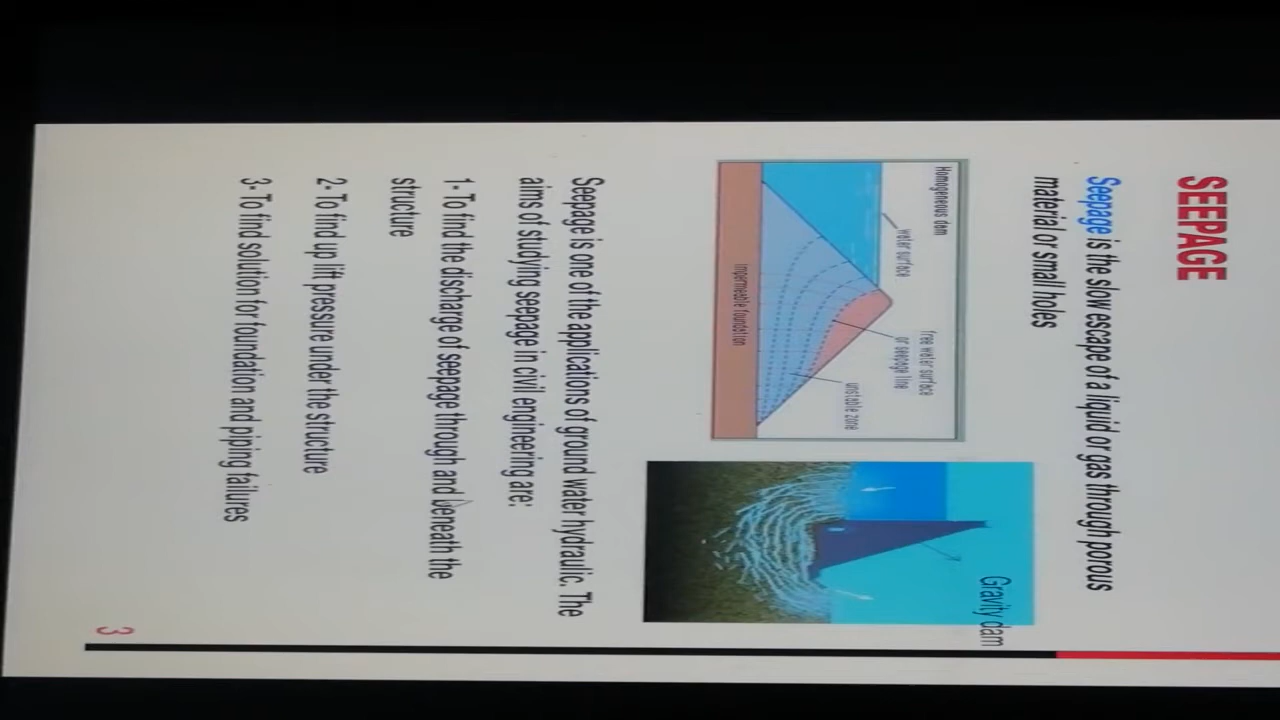 SEEPAGE
Seepage is the slow escape of a liquid or gas through porous
material or small holes
Homogeneous dam
water surface
free water surface
or seepage line
unstable zone
impermeable foundation
Gravity dam
Seepage is one of the applications of ground water hydraulic. The
aims of studying seepage in civil engineering are:
1- To find the discharge of seepage through and beneath the
structure
2- To find up lift pressure under the structure
3- To find solution for foundation and piping failures
3